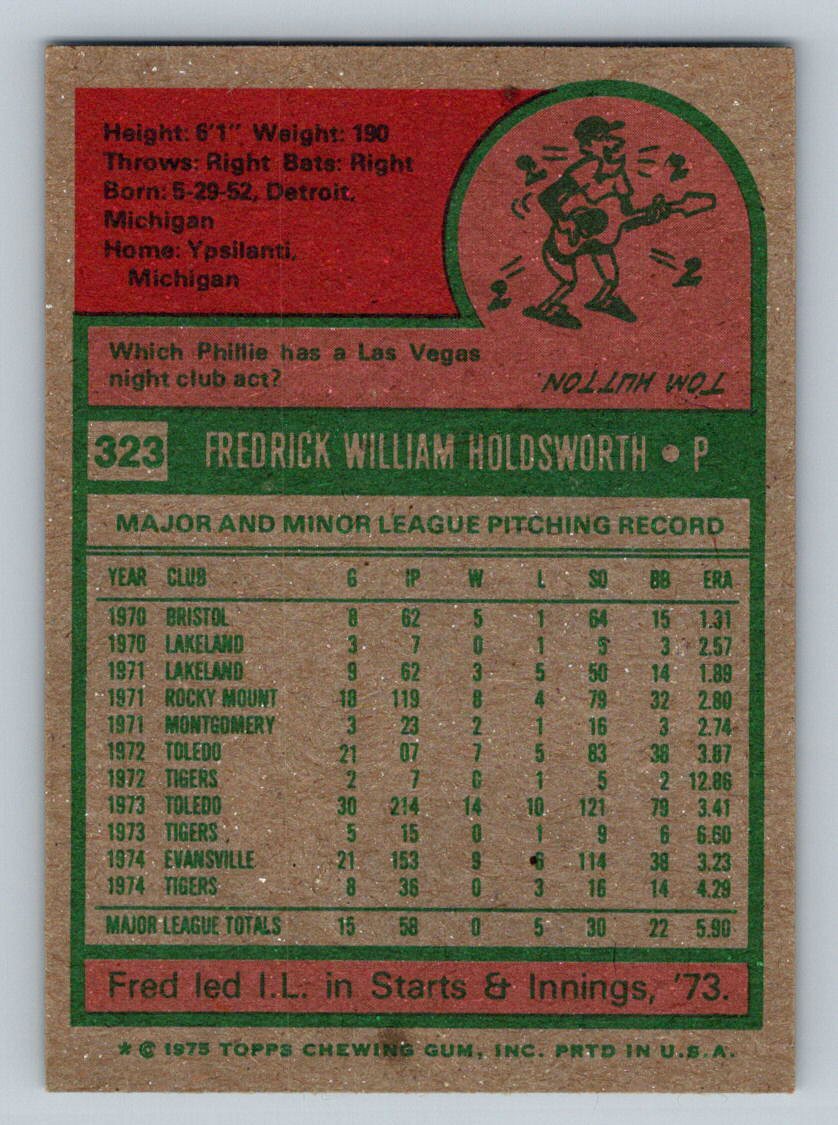 Height: 6'1" Weight: 190
Throws: Right Bats: Right
Born: 5-29-52, Detroit,
Michigan
Home: Ypsilanti,
Michigan
2 2
2 2
Which Phillie has a Las Vegas
night club act?
TOM HUTTON
323 FREDRICK WILLIAM HOLDSWORTH • P
MAJOR AND MINOR LEAGUE PITCHING RECORD
YEAR CLUB G IP W L SO BB ERA
1970 BRISTOL 8 62 5 1 64 15 1.31
1970 LAKELAND 3 7 0 1 5 3 2.57
1971 LAKELAND 9 62 3 5 50 14 1.89
1971 ROCKY MOUNT 18 119 8 4 79 32 2.80
1971 MONTGOMERY 3 23 2 1 16 3 2.74
1972 TOLEDO 21 07 7 5 83 38 3.87
1972 TIGERS 2 7 0 1 5 2 12.86
1973 TOLEDO 30 214 14 10 121 79 3.41
1973 TIGERS 5 15 0 1 9 6 6.60
1974 EVANSVILLE 21 153 9 6 114 38 3.23
1974 TIGERS 8 36 0 3 16 14 4.29
MAJOR LEAGUE TOTALS 15 58 0 5 30 22 5.90
Fred led I.L. in Starts & Innings, '73.
* © 1975 TOPPS CHEWING GUM, INC. PRTD IN U.S.A.